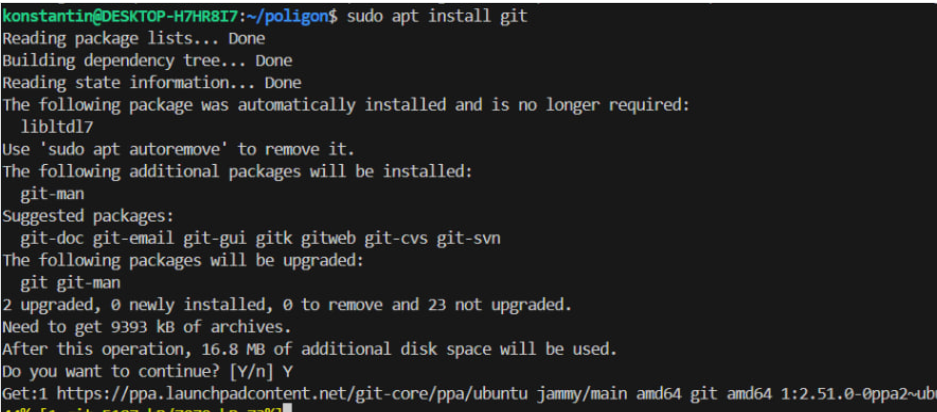 konstantin@DESKTOP-H7HR8I7:~/poligon$ sudo apt install git
Reading package lists... Done
Building dependency tree... Done
Reading state information... Done
The following package was automatically installed and is no longer required:
  libltdl7
Use 'sudo apt autoremove' to remove it.
The following additional packages will be installed:
  git-man
Suggested packages:
  git-doc git-email git-gui gitk gitweb git-cvs git-svn
The following packages will be upgraded:
  git git-man
2 upgraded, 0 newly installed, 0 to remove and 23 not upgraded.
Need to get 9393 kB of archives.
After this operation, 16.8 MB of additional disk space will be used.
Do you want to continue? [Y/n] Y
Get:1 https://ppa.launchpadcontent.net/git-core/ppa/ubuntu jammy/main amd64 git amd64 1:2.51.0-0ppa2~ub